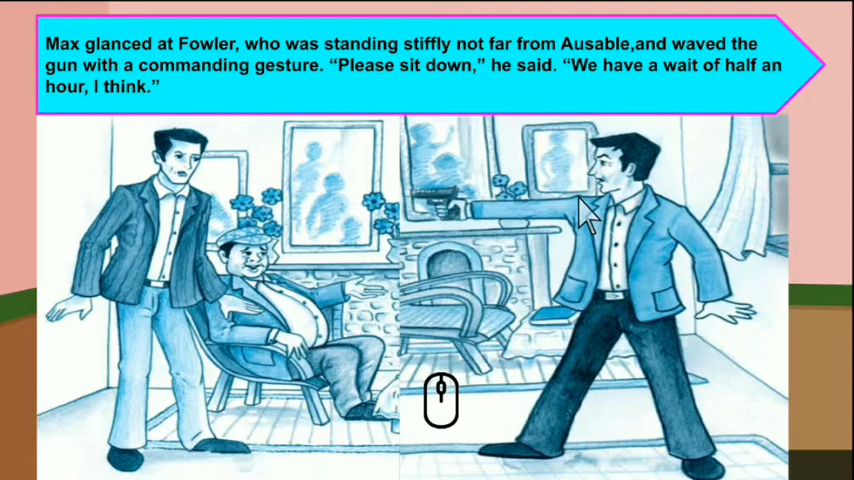 Max glanced at Fowler, who was standing stiffly not far from Ausable,and waved the
gun with a commanding gesture. “Please sit down,” he said. “We have a wait of half an
hour, I think.”